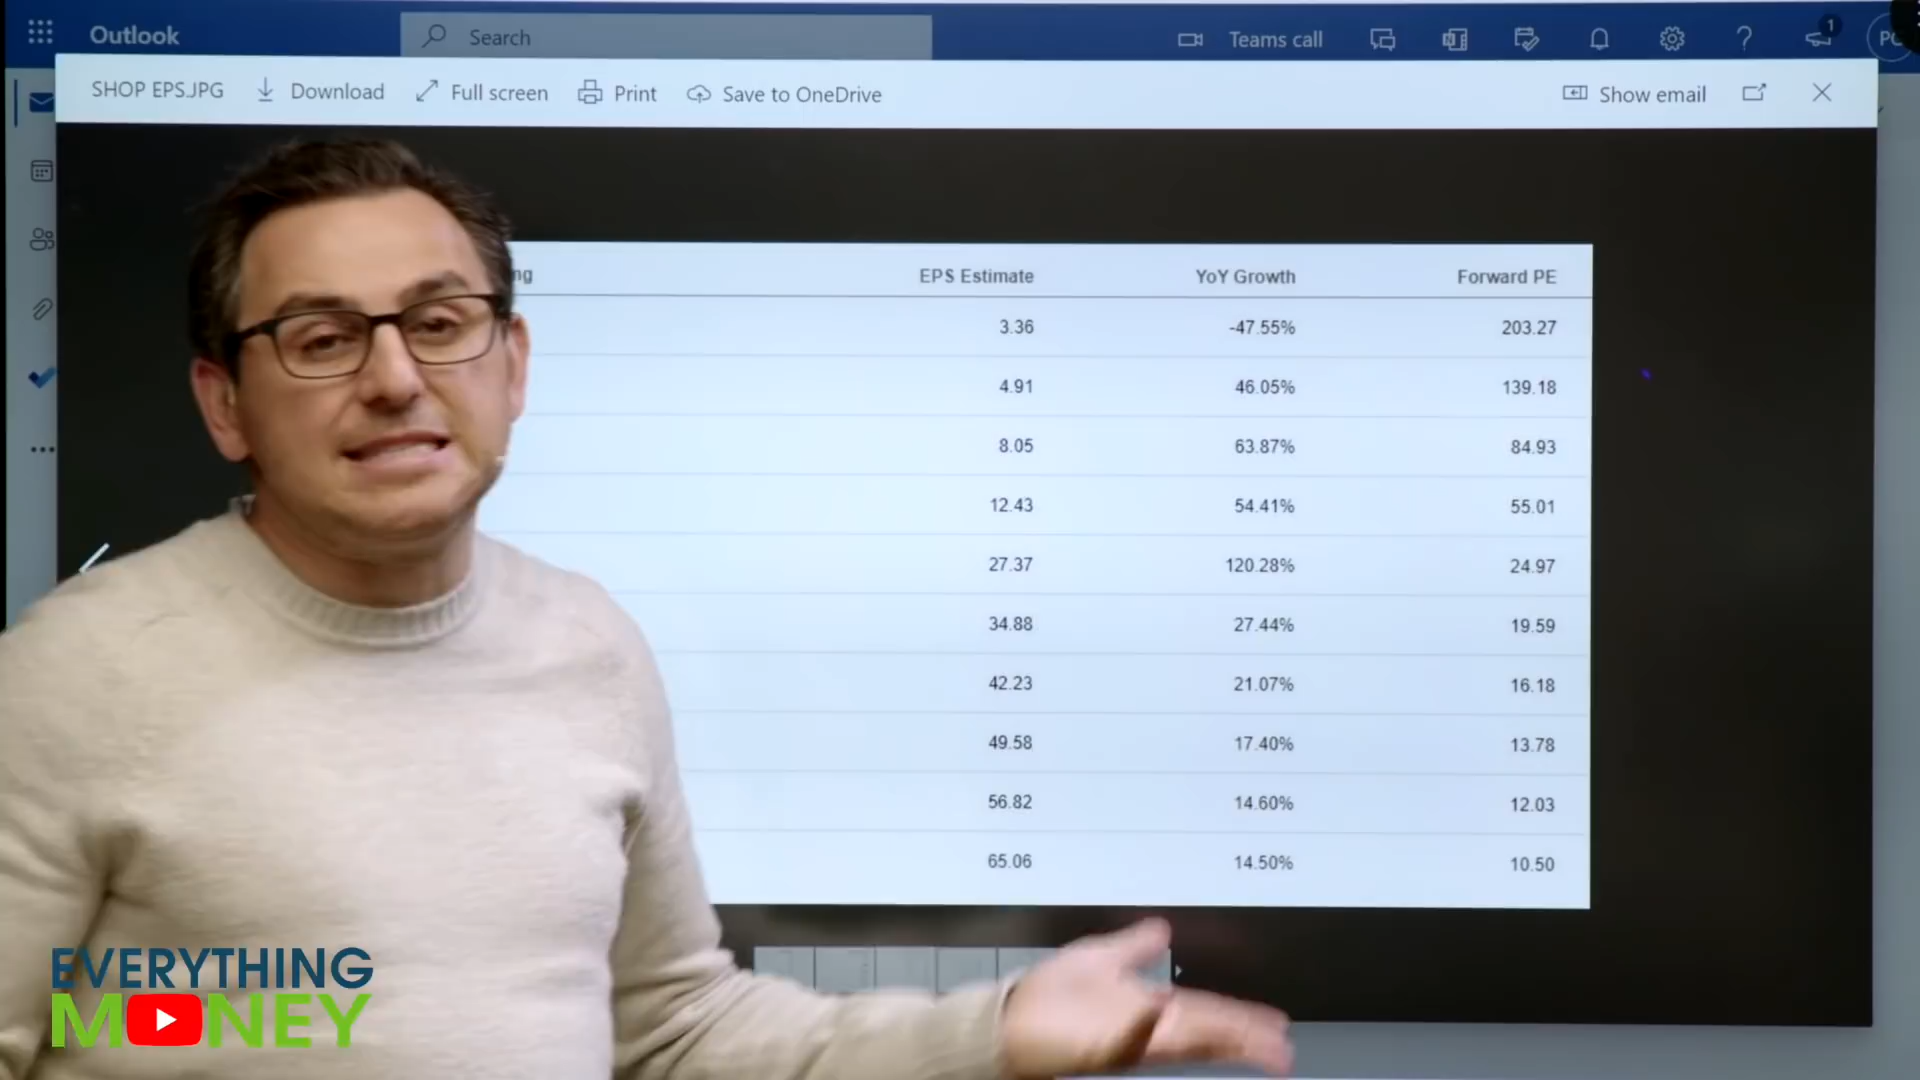 Outlook
Search
Teams call
1
PC
SHOP EPS.JPG Download Full screen Print Save to OneDrive Show email
ng EPS Estimate YoY Growth Forward PE
3.36 -47.55% 203.27
4.91 46.05% 139.18
8.05 63.87% 84.93
12.43 54.41% 55.01
27.37 120.28% 24.97
34.88 27.44% 19.59
42.23 21.07% 16.18
49.58 17.40% 13.78
56.82 14.60% 12.03
65.06 14.50% 10.50
EVERYTHING
MONEY